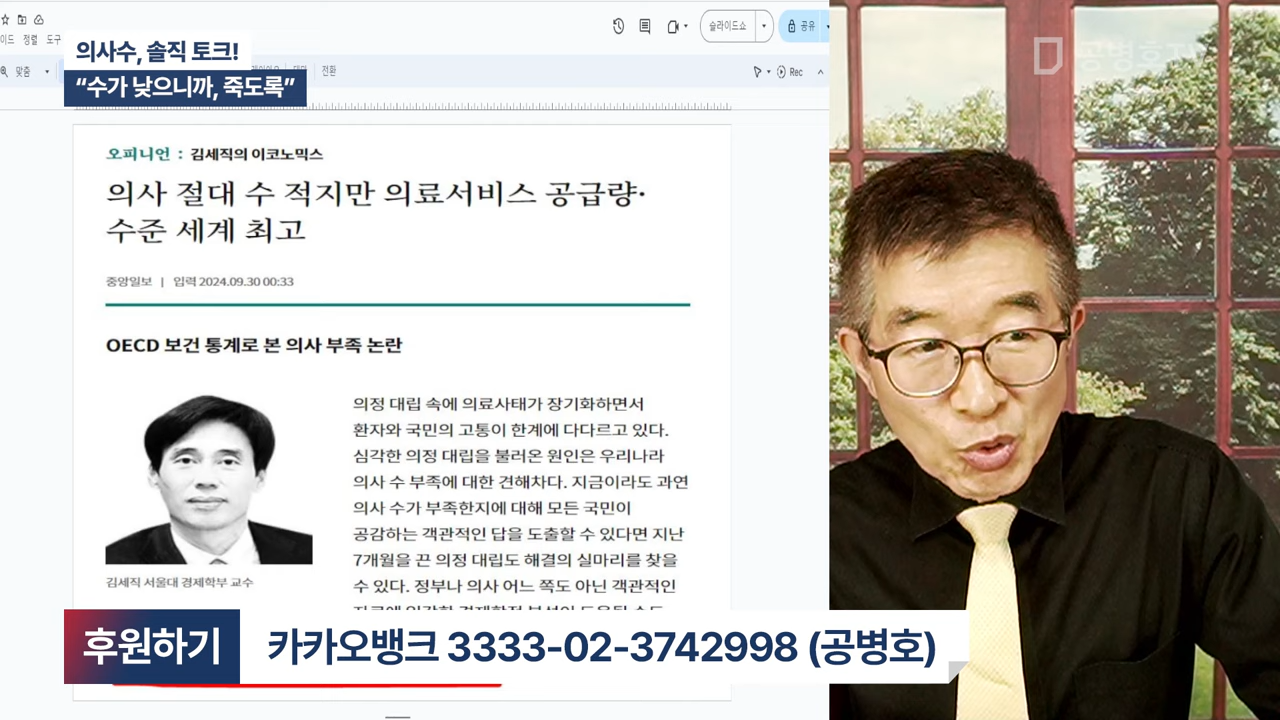 이드 정렬 도구
슬라이드쇼
공유
의사수, 솔직 토크!
“수가 낮으니까, 죽도록”
맞춤
전환
Rec
공병호TV
오피니언 : 김세직의 이코노믹스
의사 절대 수 적지만 의료서비스 공급량·
수준 세계 최고
중앙일보 | 입력 2024.09.30 00:33
OECD 보건 통계로 본 의사 부족 논란
의정 대립 속에 의료사태가 장기화하면서
환자와 국민의 고통이 한계에 다다르고 있다.
심각한 의정 대립을 불러온 원인은 우리나라
의사 수 부족에 대한 견해차다. 지금이라도 과연
의사 수가 부족한지에 대해 모든 국민이
공감하는 객관적인 답을 도출할 수 있다면 지난
7개월을 끈 의정 대립도 해결의 실마리를 찾을
수 있다. 정부나 의사 어느 쪽도 아닌 객관적인
김세직 서울대 경제학부 교수
후원하기
카카오뱅크 3333-02-3742998 (공병호)